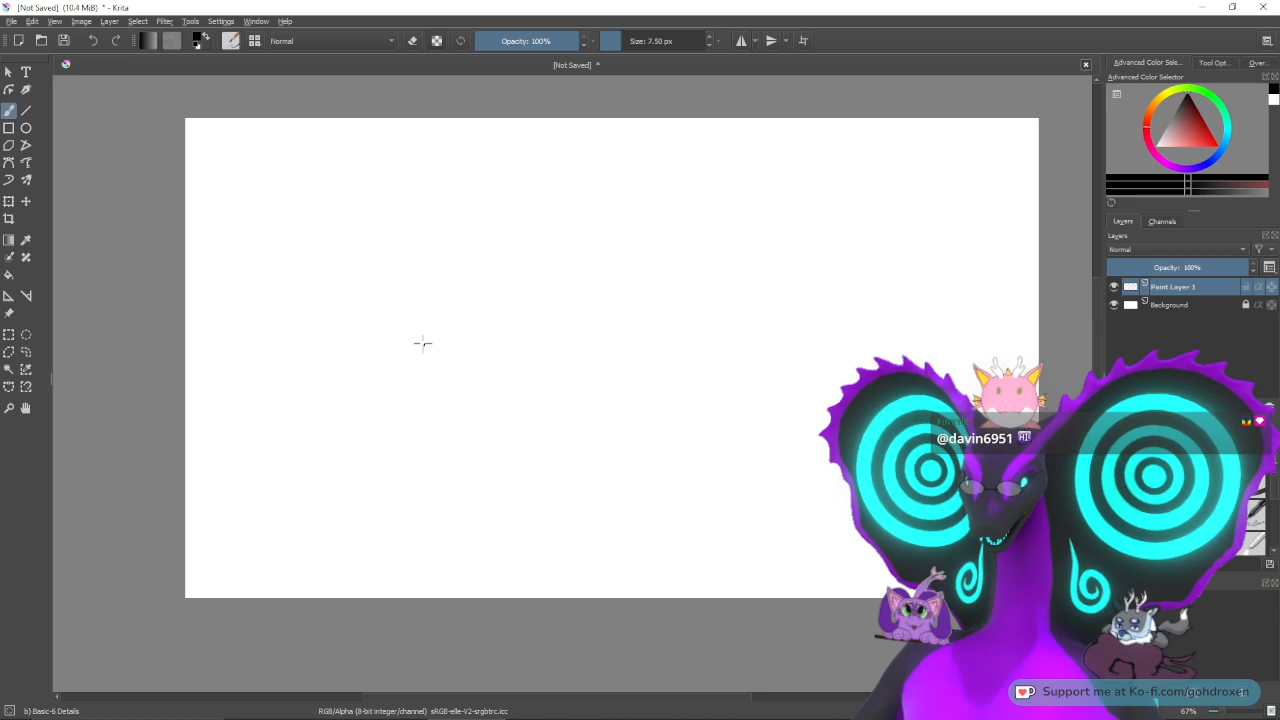 [Not Saved] (10.4 MiB) * - Krita
File Edit View Image Layer Select Filter Tools Settings Window Help
Normal
Opacity: 100%
Size: 7.50 px
[Not Saved] *
Advanced Color Sele...
Tool Opt...
Over...
Advanced Color Selector
Layers
Channels
Layers
Normal
Opacity: 100%
Paint Layer 1
Background
@davin6951 HI
Support me at Ko-fi.com/gohdroxen
b) Basic-6 Details
RGB/Alpha (8-bit integer/channel) sRGB-elle-V2-srgbtrc.icc
67%